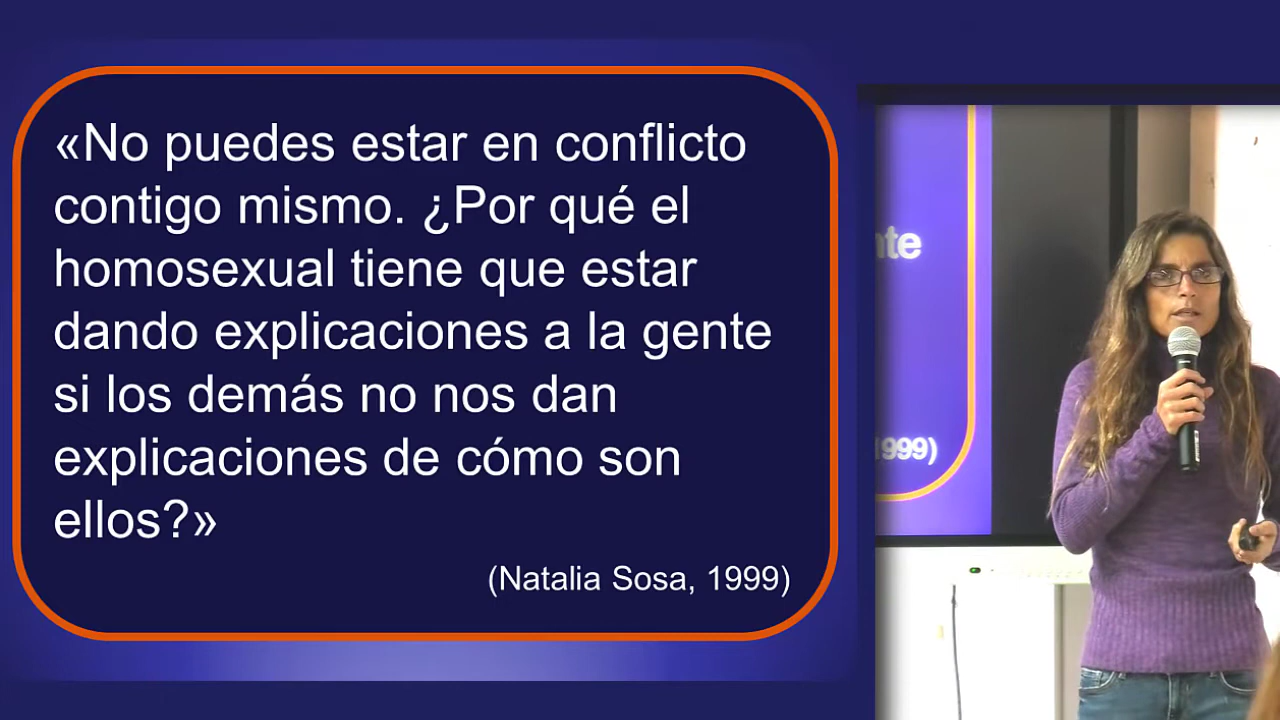 «No puedes estar en conflicto
contigo mismo. ¿Por qué el
homosexual tiene que estar
dando explicaciones a la gente
si los demás no nos dan
explicaciones de cómo son
ellos?»
(Natalia Sosa, 1999)
1999)